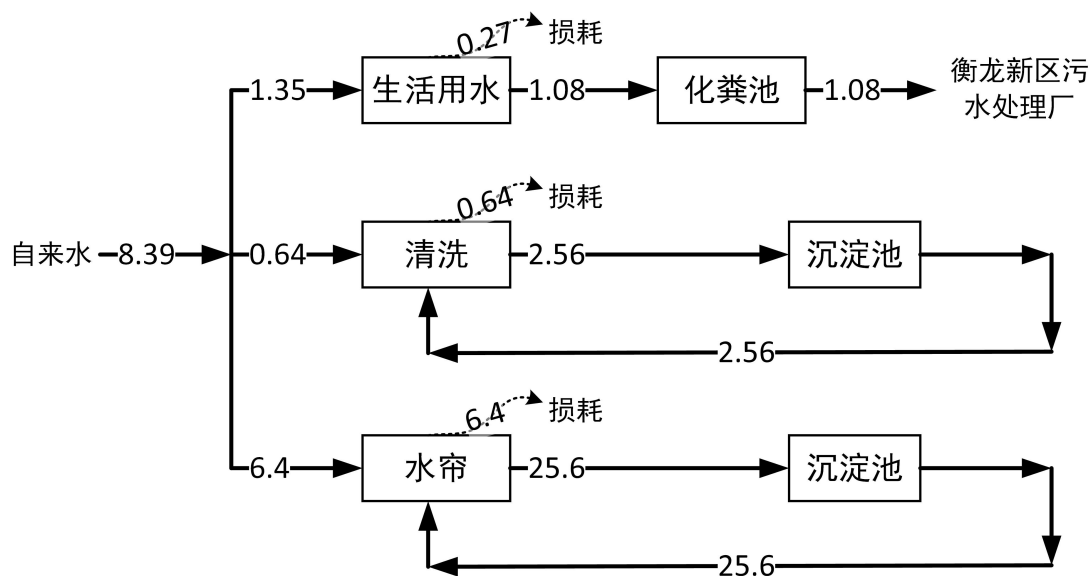 0.27
损耗
1.35
生活用水
1.08
化粪池
1.08
衡龙新区污
水处理厂
0.64
损耗
自来水
8.39
0.64
清洗
2.56
沉淀池
2.56
6.4
损耗
6.4
水帘
25.6
沉淀池
25.6